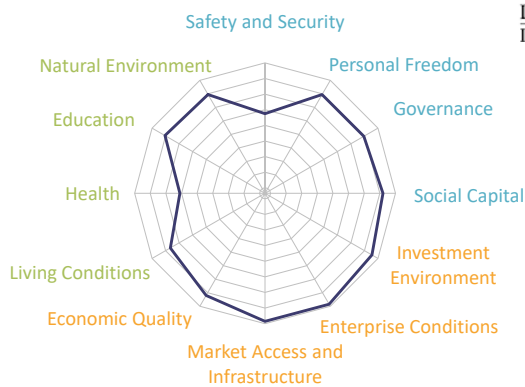 Safety and Security
Natural Environment
Personal Freedom
Education
Governance
Health
Social Capital
Investment
Environment
Living Conditions
Economic Quality
Enterprise Conditions
Market Access and
Infrastructure